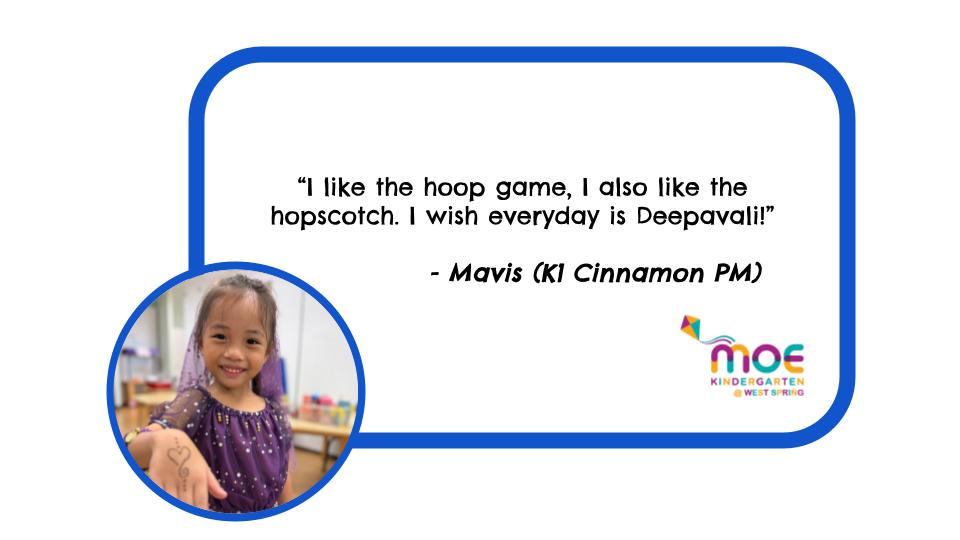 “I like the hoop game, I also like the
hopscotch. I wish everyday is Deepavali!”
- Mavis (K1 Cinnamon PM)
MOE
KINDERGARTEN
@ WEST SPRING